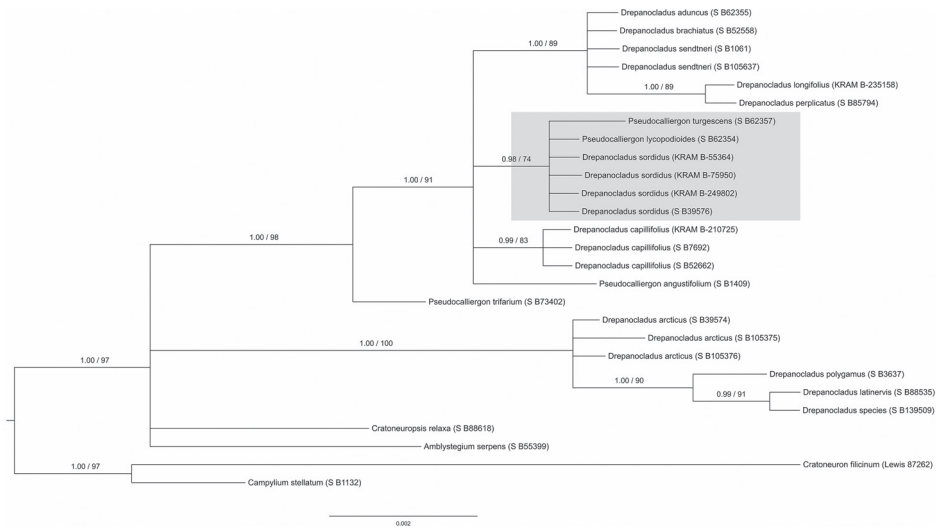 Drepanocladus aduncus (S B62355)
Drepanocladus brachiatus (S B52558)
1.00 / 89
Drepanocladus sendtneri (S B1061)
Drepanocladus sendtneri (S B105637)
1.00 / 89
Drepanocladus longifolius (KRAM B-235158)
Drepanocladus perplicatus (S B85794)
Pseudocalliergon turgescens (S B62357)
Pseudocalliergon lycopodioides (S B62354)
0.98 / 74
Drepanocladus sordidus (KRAM B-55364)
Drepanocladus sordidus (KRAM B-75950)
1.00 / 91
Drepanocladus sordidus (KRAM B-249802)
Drepanocladus sordidus (S B39576)
Drepanocladus capillifolius (KRAM B-210725)
1.00 / 98
0.99 / 83
Drepanocladus capillifolius (S B7692)
Drepanocladus capillifolius (S B52662)
Pseudocalliergon angustifolium (S B1409)
Pseudocalliergon trifarium (S B73402)
Drepanocladus arcticus (S B39574)
Drepanocladus arcticus (S B105375)
1.00 / 100
Drepanocladus arcticus (S B105376)
1.00 / 97
Drepanocladus polygamus (S B3637)
1.00 / 90
Drepanocladus latinervis (S B88535)
0.99 / 91
Drepanocladus species (S B139509)
Cratoneuropsis relaxa (S B88618)
Amblystegium serpens (S B55399)
Cratoneuron filicinum (Lewis 87262)
1.00 / 97
Campylium stellatum (S B1132)
0.002